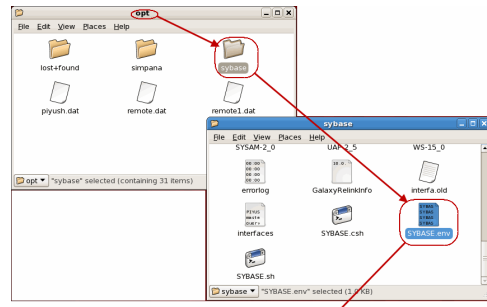 opt
File Edit View Places Help
lost+found simpana sybase
piyush.dat remote.dat remote1.dat
opt "sybase" selected (containing 31 items)
sybase
File Edit View Places Help
SYSAM-2_0 UAF-2_5 WS-15_0
errorlog GalaxyRelinkInfo interfa.old
interfaces SYBASE.csh SYBASE.env
SYBASE.sh
sybase "SYBASE.env" selected (1.0 KB)